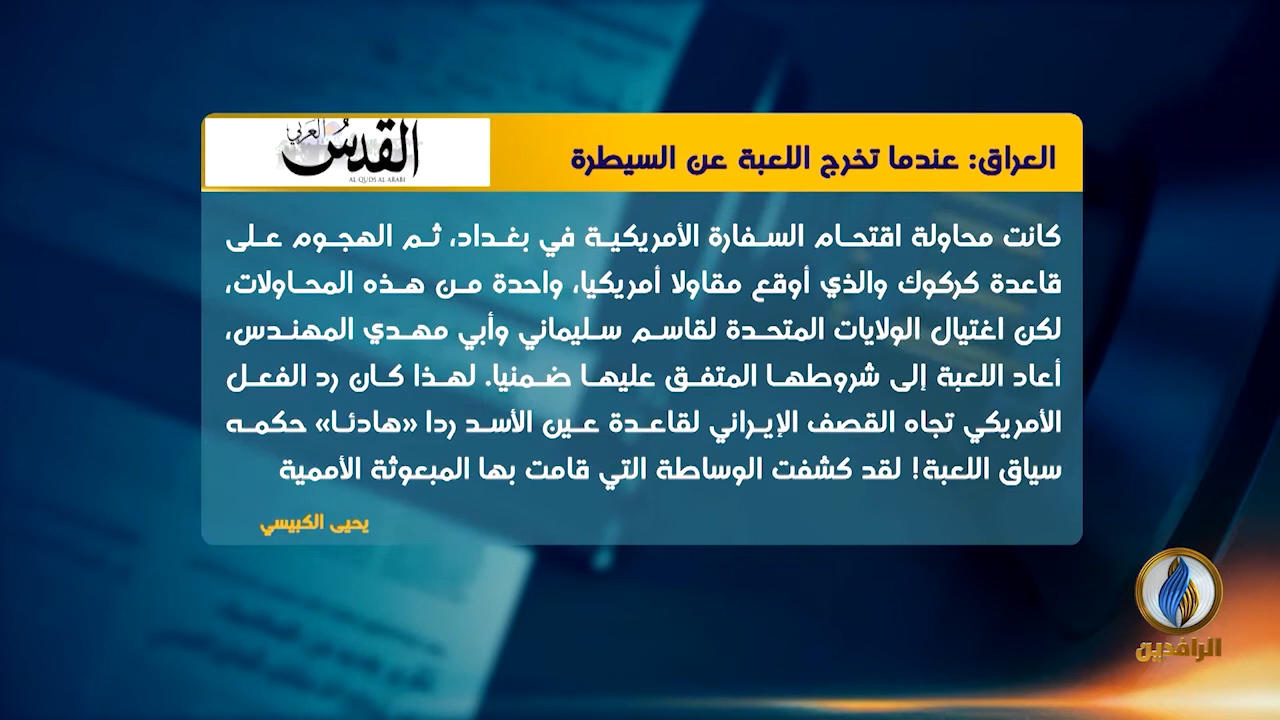 القدس العربي
AL QUDS AL ARABI
العراق: عندما تخرج اللعبة عن السيطرة
كانت محاولة اقتحام السفارة الأمريكية في بغداد، ثم الهجوم على
قاعدة كركوك والذي أوقع مقاولا أمريكيا، واحدة من هذه المحاولات،
لكن اغتيال الولايات المتحدة لقاسم سليماني وأبي مهدي المهندس،
أعاد اللعبة إلى شروطها المتفق عليها ضمنيا. لهذا كان رد الفعل
الأمريكي تجاه القصف الإيراني لقاعدة عين الأسد ردا «هادئا» حكمه
سياق اللعبة! لقد كشفت الوساطة التي قامت بها المبعوثة الأممية
يحيى الكبيسي
الرافدين